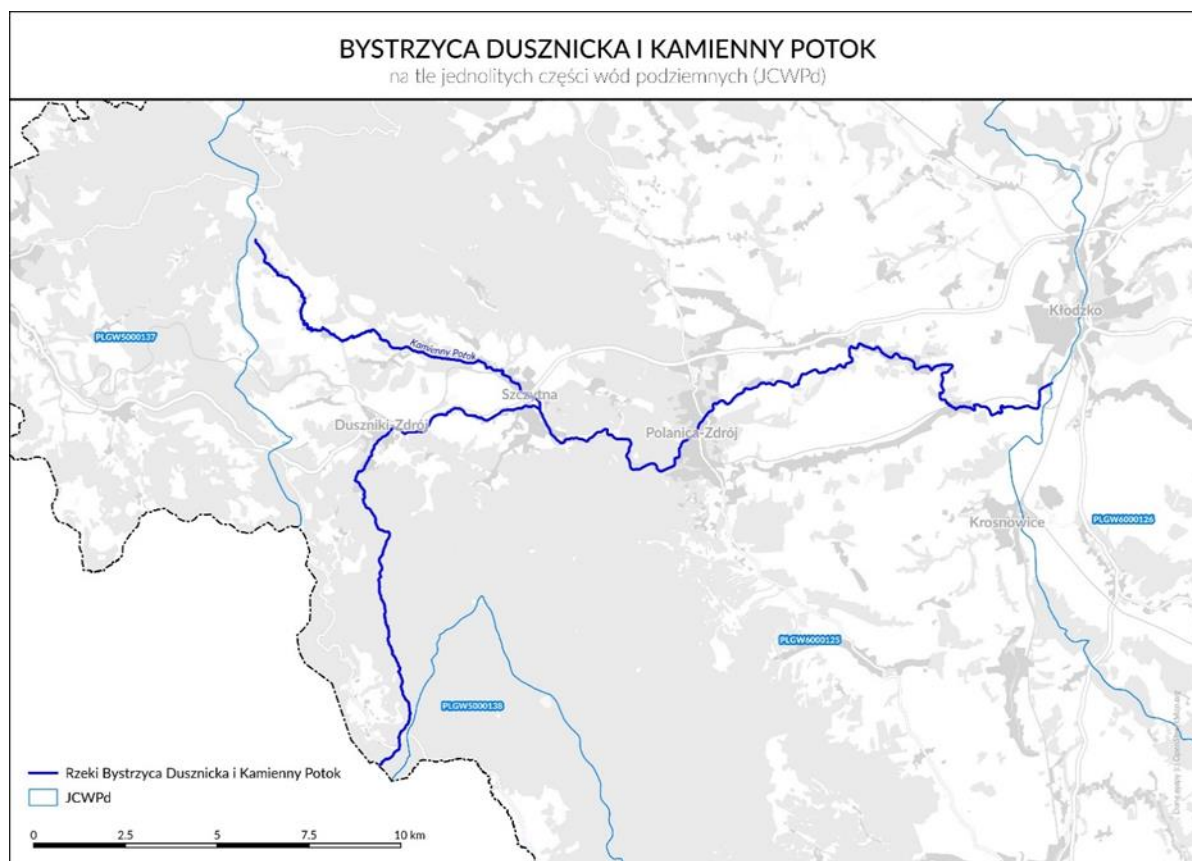 BYSTRZYCA DUSZNICKA I KAMIENNY POTOK
na tle jednolitych części wód podziemnych (JCWPd)
Kłodzko
PLGW5000137
Kamienny Potok
Szczytna
Duszniki-Zdrój
Polanica-Zdrój
Krosnowice
PLGW6000126
PLGW6000125
PLGW5000138
Rzeki Bystrzyca Dusznicka i Kamienny Potok
JCWPd
0 2.5 5 7.5 10 km